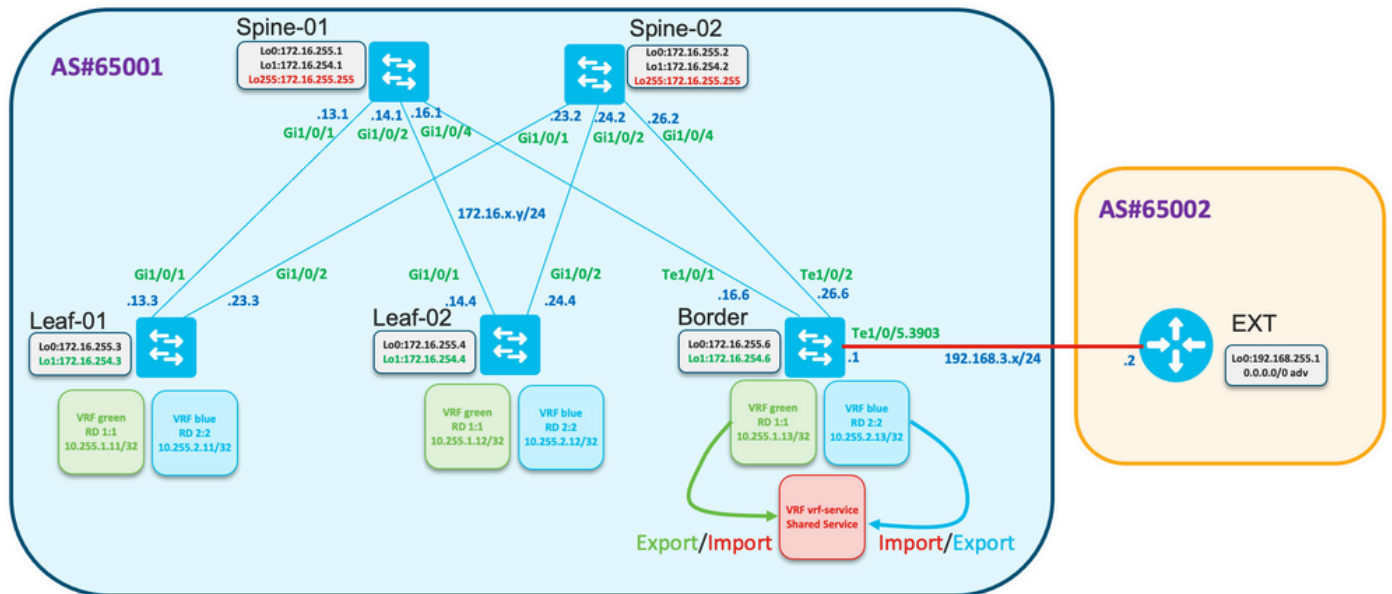 Spine-01
Spine-02
AS#65001
Lo0:172.16.255.1
Lo1:172.16.254.1
Lo255:172.16.255.255
Lo0:172.16.255.2
Lo1:172.16.254.2
Lo255:172.16.255.255
.13.1
.14.1
.16.1
.23.2
.24.2
.26.2
Gi1/0/1
Gi1/0/2
Gi1/0/4
Gi1/0/1
Gi1/0/2
Gi1/0/4
172.16.x.y/24
AS#65002
Gi1/0/1
Gi1/0/2
Gi1/0/1
Gi1/0/2
Te1/0/1
Te1/0/2
.13.3
.23.3
.14.4
.24.4
.16.6
.26.6
Leaf-01
Lo0:172.16.255.3
Lo1:172.16.254.3
Leaf-02
Lo0:172.16.255.4
Lo1:172.16.254.4
Border
Lo0:172.16.255.6
Lo1:172.16.254.6
Te1/0/5.3903
.1
192.168.3.x/24
.2
EXT
Lo0:192.168.255.1
0.0.0.0/0 adv
VRF green
RD 1:1
10.255.1.11/32
VRF blue
RD 2:2
10.255.2.11/32
VRF green
RD 1:1
10.255.1.12/32
VRF blue
RD 2:2
10.255.2.12/32
VRF green
RD 1:1
10.255.1.13/32
VRF blue
RD 2:2
10.255.2.13/32
VRF vrf-service
Shared Service
Export/Import
Import/Export